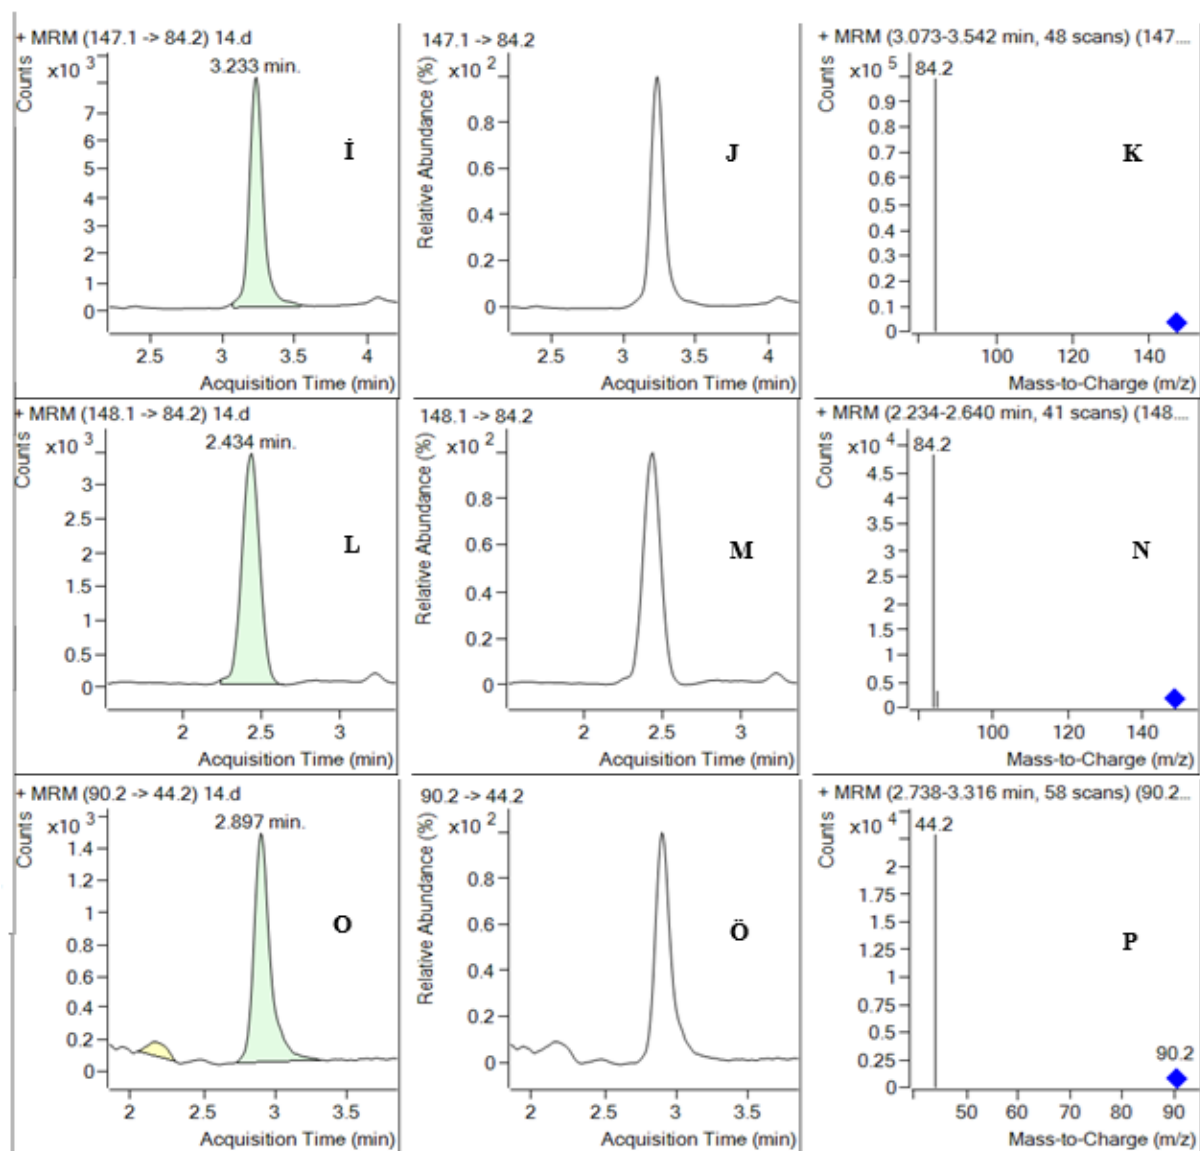 + MRM (147.1 -> 84.2) 14.d
Counts
x10 3
3.233 min.
7
6
5
4
3
2
1
0
İ
2.5 3 3.5 4
Acquisition Time (min)
147.1 -> 84.2
Relative Abundance (%)
x10 2
1
0.8
0.6
0.4
0.2
0
J
2.5 3 3.5 4
Acquisition Time (min)
+ MRM (3.073-3.542 min, 48 scans) (147....
Counts
x10 5
84.2
0.9
0.8
0.7
0.6
0.5
0.4
0.3
0.2
0.1
0
K
100 120 140
Mass-to-Charge (m/z)
+ MRM (148.1 -> 84.2) 14.d
Counts
x10 3
2.434 min.
3
2.5
2
1.5
1
0.5
0
L
2 2.5 3
Acquisition Time (min)
148.1 -> 84.2
Relative Abundance (%)
x10 2
0.8
0.6
0.4
0.2
0
M
2 2.5 3
Acquisition Time (min)
+ MRM (2.234-2.640 min, 41 scans) (148....
Counts
x10 4
84.2
4.5
4
3.5
3
2.5
2
1.5
1
0.5
0
N
100 120 140
Mass-to-Charge (m/z)
+ MRM (90.2 -> 44.2) 14.d
Counts
x10 3
2.897 min.
1.4
1.2
1
0.8
0.6
0.4
0.2
0
O
2 2.5 3 3.5
Acquisition Time (min)
90.2 -> 44.2
Relative Abundance (%)
x10 2
0.8
0.6
0.4
0.2
0
Ö
2 2.5 3 3.5
Acquisition Time (min)
+ MRM (2.738-3.316 min, 58 scans) (90.2...
Counts
x10 4
44.2
2
1.75
1.5
1.25
1
0.75
0.5
0.25
0
P
90.2
50 60 70 80 90
Mass-to-Charge (m/z)